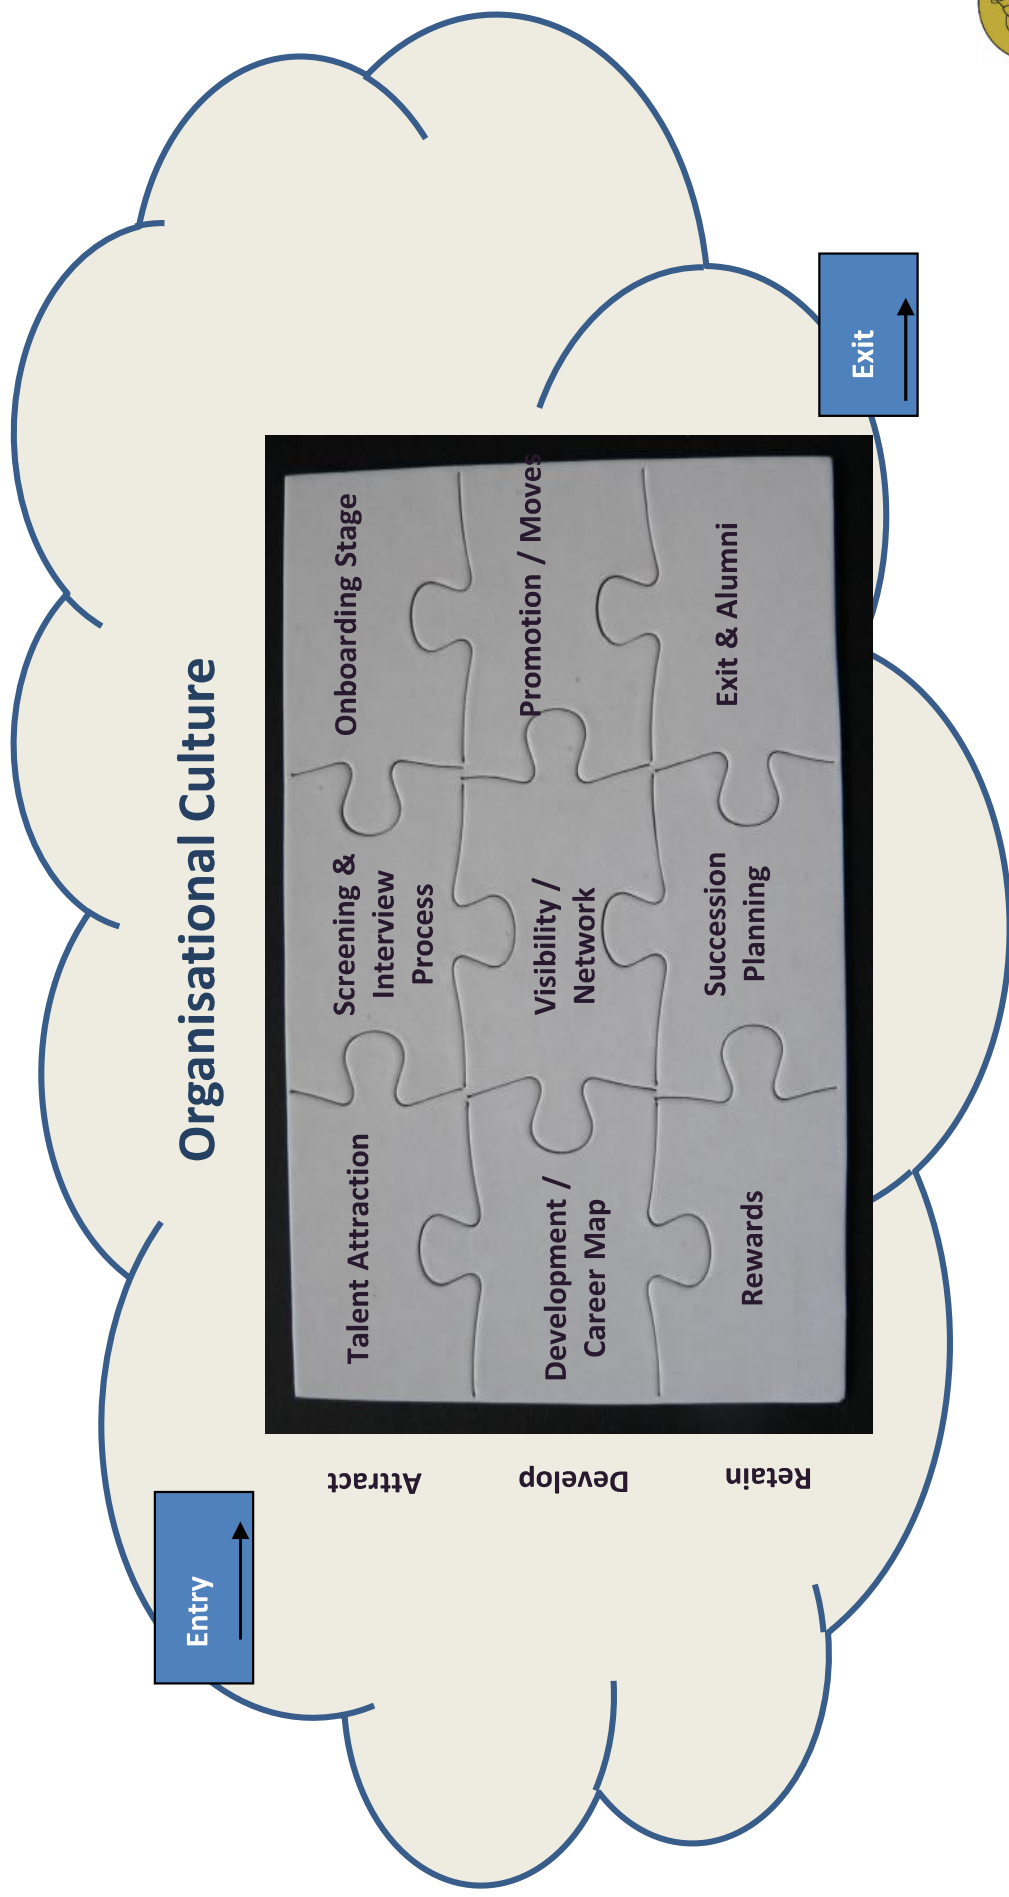 Organisational Culture
Entry
Attract
Talent Attraction
Screening &
Interview
Process
Onboarding Stage
Develop
Development /
Career Map
Visibility /
Network
Promotion / Moves
Retain
Rewards
Succession
Planning
Exit & Alumni
Exit